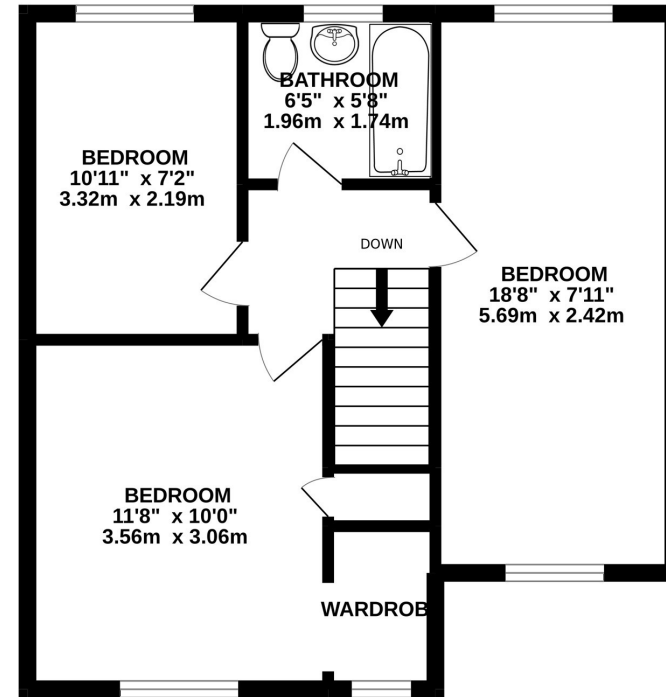 BATHROOM
6'5" x 5'8"
1.96m x 1.74m
BEDROOM
10'11" x 7'2"
3.32m x 2.19m
DOWN
BEDROOM
18'8" x 7'11"
5.69m x 2.42m
BEDROOM
11'8" x 10'0"
3.56m x 3.06m
WARDROB